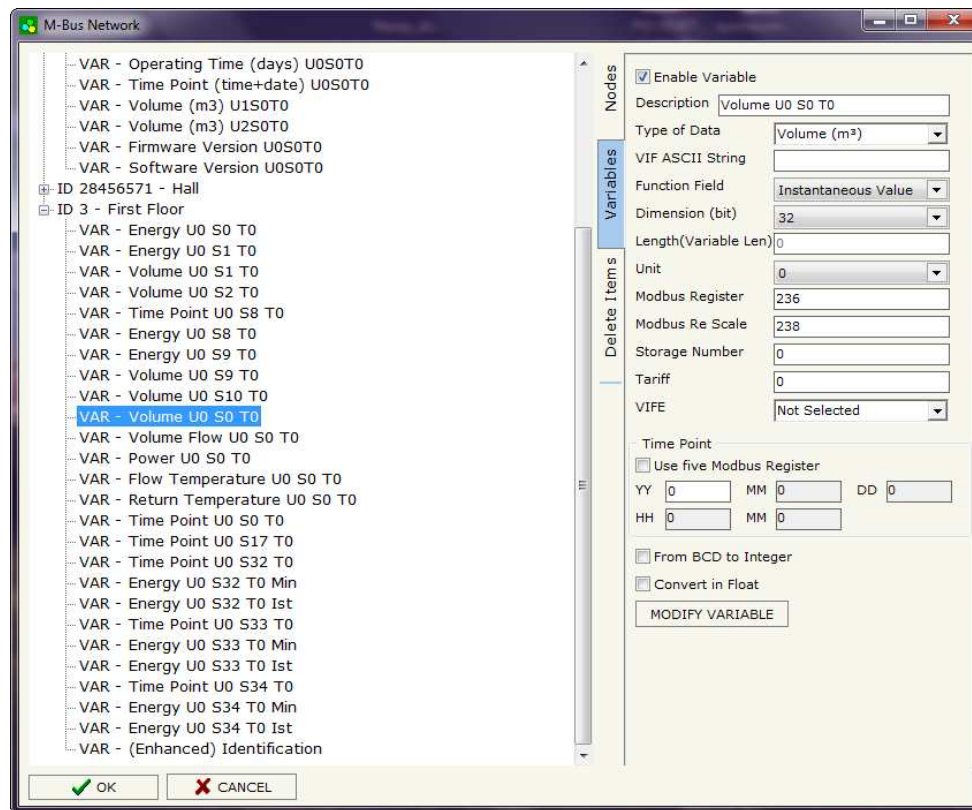 M-Bus Network
VAR - Operating Time (days) U0S0T0
VAR - Time Point (time+date) U0S0T0
VAR - Volume (m3) U1S0T0
VAR - Volume (m3) U2S0T0
VAR - Firmware Version U0S0T0
VAR - Software Version U0S0T0
ID 28456571 - Hall
ID 3 - First Floor
VAR - Energy U0 S0 T0
VAR - Energy U0 S1 T0
VAR - Volume U0 S1 T0
VAR - Volume U0 S2 T0
VAR - Time Point U0 S8 T0
VAR - Energy U0 S8 T0
VAR - Energy U0 S9 T0
VAR - Volume U0 S9 T0
VAR - Volume U0 S10 T0
VAR - Volume U0 S0 T0
VAR - Volume Flow U0 S0 T0
VAR - Power U0 S0 T0
VAR - Flow Temperature U0 S0 T0
VAR - Return Temperature U0 S0 T0
VAR - Time Point U0 S0 T0
VAR - Time Point U0 S17 T0
VAR - Time Point U0 S32 T0
VAR - Energy U0 S32 T0 Min
VAR - Energy U0 S32 T0 Ist
VAR - Time Point U0 S33 T0
VAR - Energy U0 S33 T0 Min
VAR - Energy U0 S33 T0 Ist
VAR - Time Point U0 S34 T0
VAR - Energy U0 S34 T0 Min
VAR - Energy U0 S34 T0 Ist
VAR - (Enhanced) Identification
OK
CANCEL
Nodes
Variables
Delete Items
Enable Variable
Description Volume U0 S0 T0
Type of Data Volume (m³)
VIF ASCII String
Function Field Instantaneous Value
Dimension (bit) 32
Length(Variable Len) 0
Unit 0
Modbus Register 236
Modbus Re Scale 238
Storage Number 0
Tariff 0
VIFE Not Selected
Time Point
Use five Modbus Register
YY 0 MM 0 DD 0
HH 0 MM 0
From BCD to Integer
Convert in Float
MODIFY VARIABLE